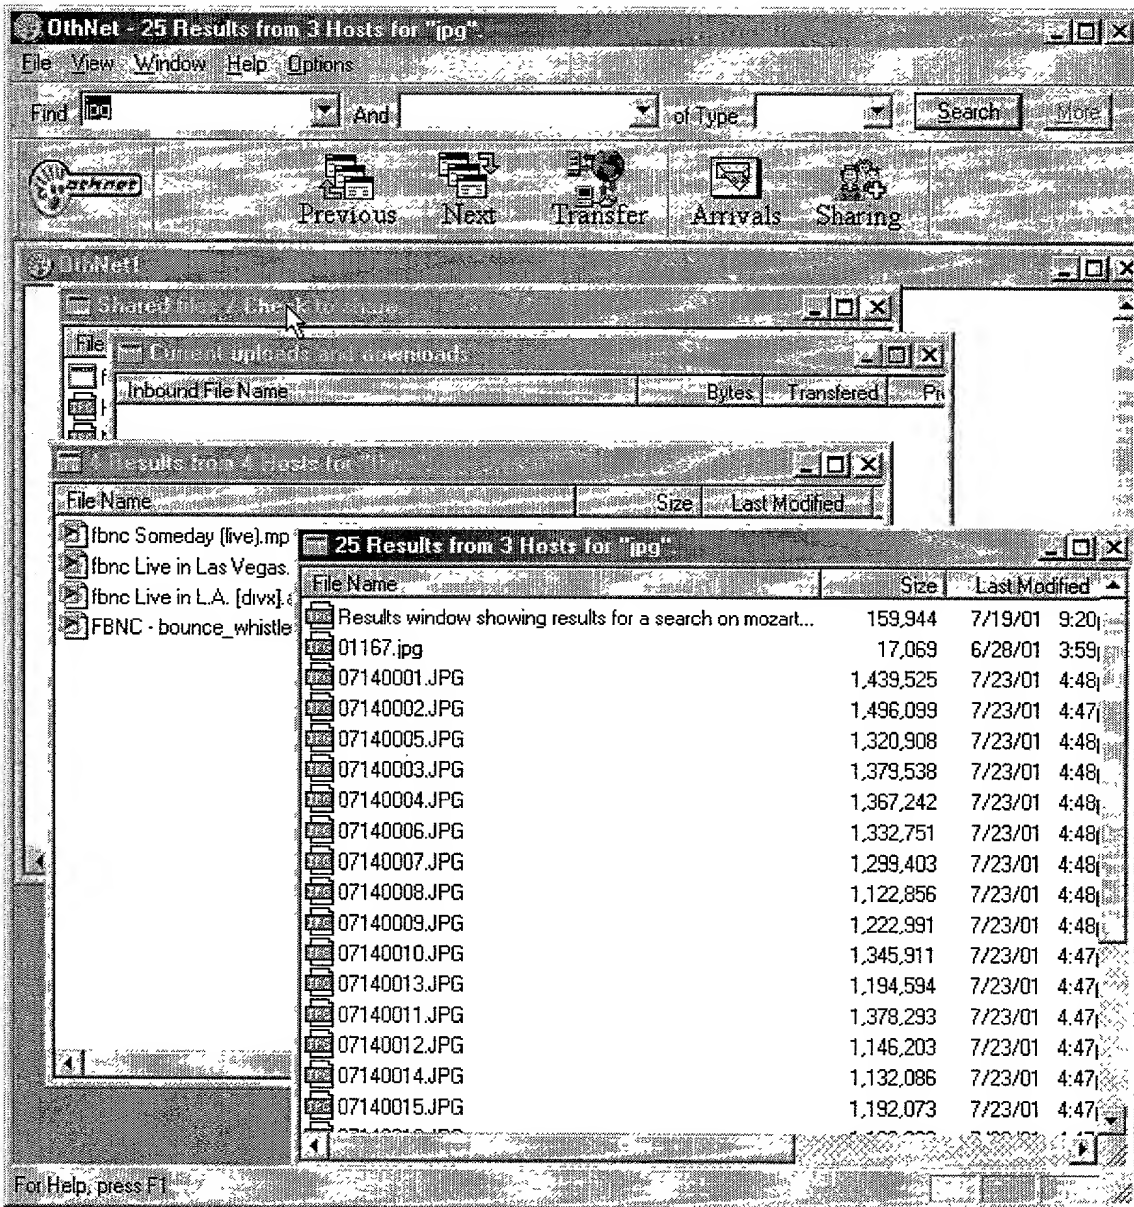 OthNet - 25 Results from 3 Hosts for "jpg".
File View Window Help Options
Find jpg And of Type Search More
othnet Previous Next Transfer Arrivals Sharing
OthNet1
Shared files /
File
Current uploads and downloads
Inbound File Name Bytes Transfered
4 Results from 4 Hosts for
File Name Size Last Modified
fbnc Someday (live).mp
fbnc Live in Las Vegas.
fbnc Live in L.A. [divx].a
FBNC - bounce_whistle
25 Results from 3 Hosts for "jpg".
File Name Size Last Modified
Results window showing results for a search on mozart... 159,944 7/19/01 9:20
01167.jpg 17,069 6/28/01 3:59
07140001.JPG 1,439,525 7/23/01 4:48
07140002.JPG 1,496,099 7/23/01 4:47
07140005.JPG 1,320,908 7/23/01 4:48
07140003.JPG 1,379,538 7/23/01 4:48
07140004.JPG 1,367,242 7/23/01 4:48
07140006.JPG 1,332,751 7/23/01 4:48
07140007.JPG 1,299,403 7/23/01 4:48
07140008.JPG 1,122,856 7/23/01 4:48
07140009.JPG 1,222,991 7/23/01 4:48
07140010.JPG 1,345,911 7/23/01 4:47
07140013.JPG 1,194,594 7/23/01 4:47
07140011.JPG 1,378,293 7/23/01 4:47
07140012.JPG 1,146,203 7/23/01 4:47
07140014.JPG 1,132,086 7/23/01 4:47
07140015.JPG 1,192,073 7/23/01 4:47
For Help, press F1